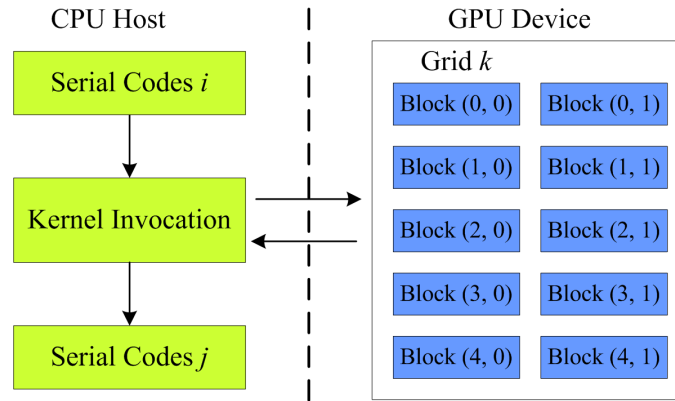 CPU Host
GPU Device
Serial Codes i
Kernel Invocation
Serial Codes j
Grid k
Block (0, 0)
Block (0, 1)
Block (1, 0)
Block (1, 1)
Block (2, 0)
Block (2, 1)
Block (3, 0)
Block (3, 1)
Block (4, 0)
Block (4, 1)